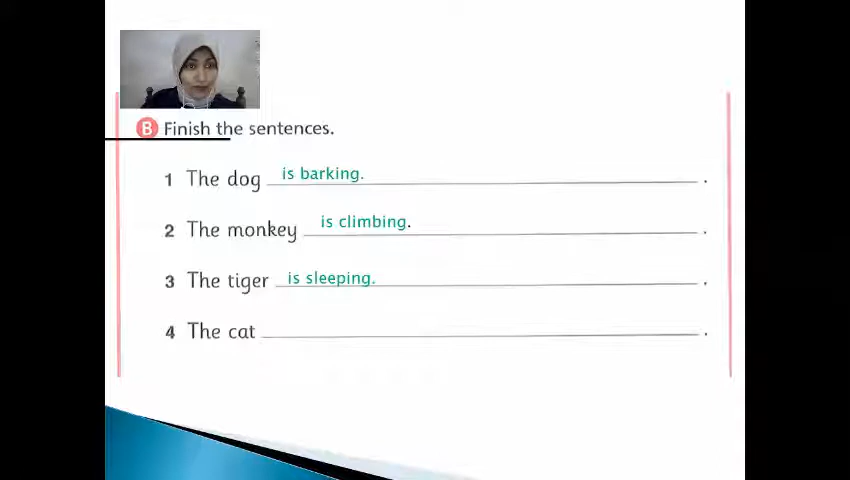 B Finish the sentences.
1 The dog is barking. .
2 The monkey is climbing. .
3 The tiger is sleeping. .
4 The cat .